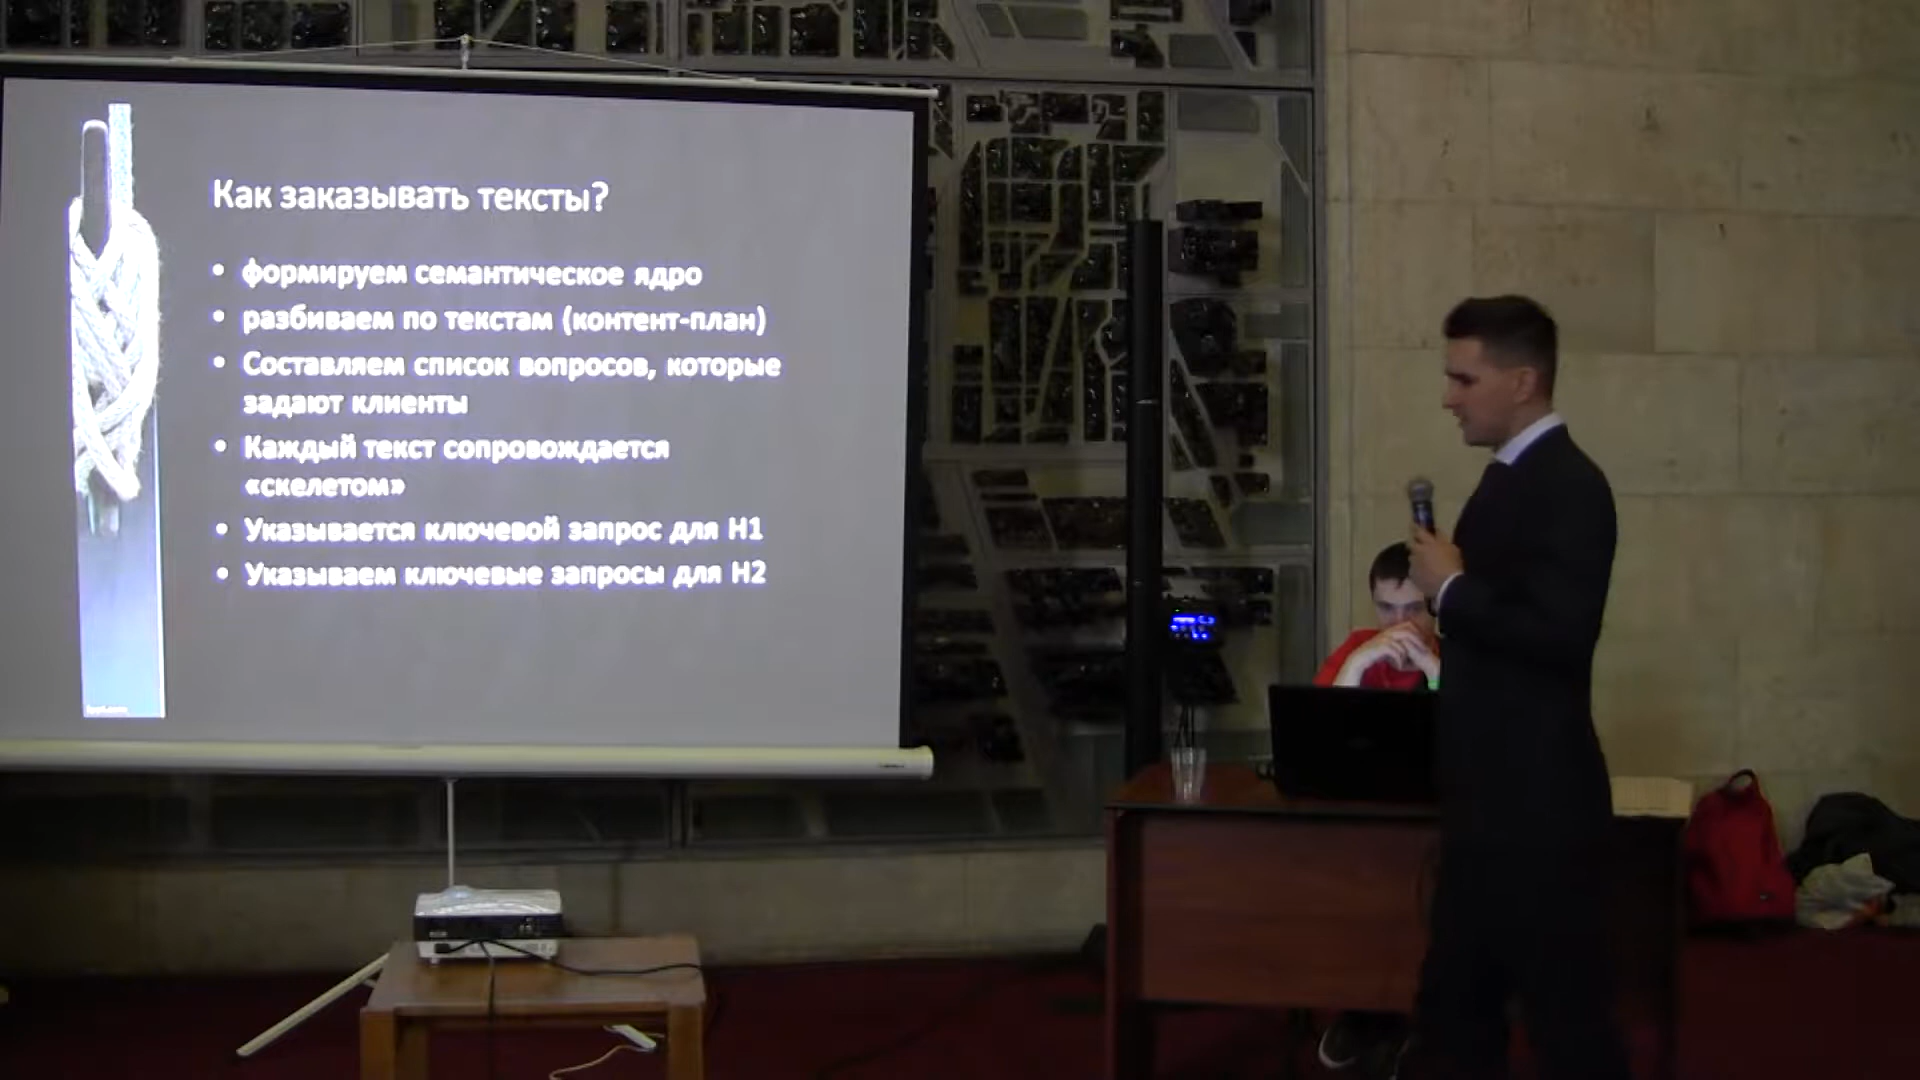 Как заказывать тексты?
• формируем семантическое ядро
• разбиваем по текстам (контент-план)
• Составляем список вопросов, которые
задают клиенты
• Каждый текст сопровождается
«скелетом»
• Указывается ключевой запрос для H1
• Указываем ключевые запросы для H2